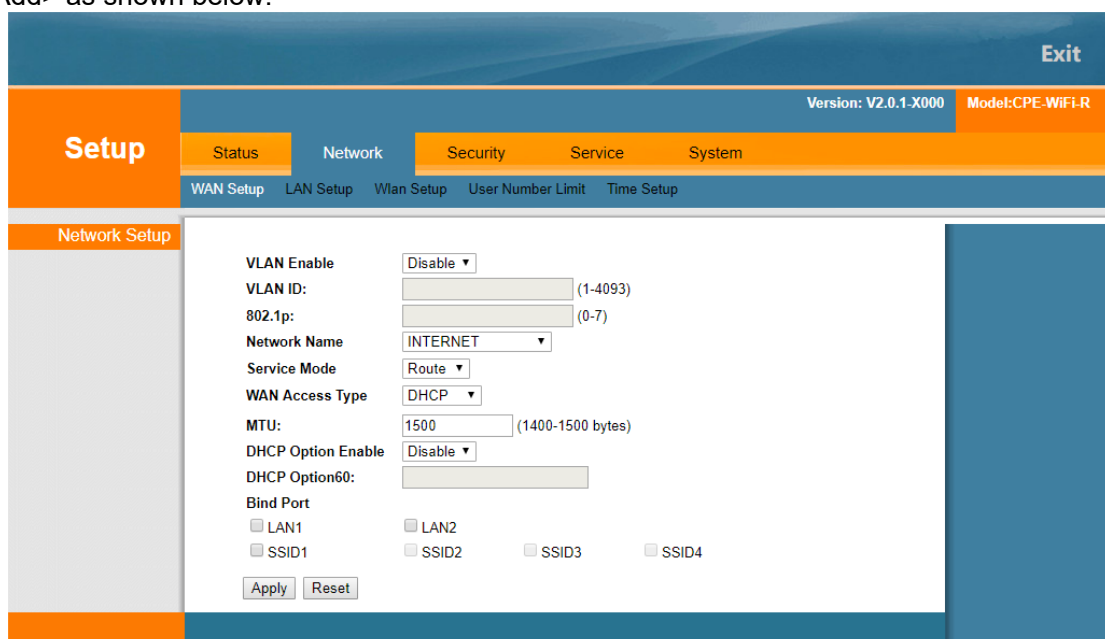 as shown below:
Exit
Version: V2.0.1-X000 Model:CPE-WiFi-R
Setup Status Network Security Service System
WAN Setup LAN Setup Wlan Setup User Number Limit Time Setup
Network Setup
VLAN Enable Disable
VLAN ID: (1-4093)
802.1p: (0-7)
Network Name INTERNET
Service Mode Route
WAN Access Type DHCP
MTU: 1500 (1400-1500 bytes)
DHCP Option Enable Disable
DHCP Option60:
Bind Port
LAN1 LAN2
SSID1 SSID2 SSID3 SSID4
Apply Reset